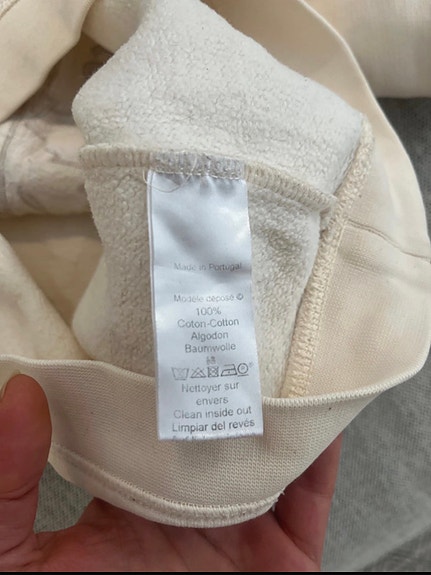 Made in Portugal
Modèle déposé ©
100%
Coton-Cotton
Algodon
Baumwolle
Nettoyer sur
envers
Clean inside out
Limpiar del revés